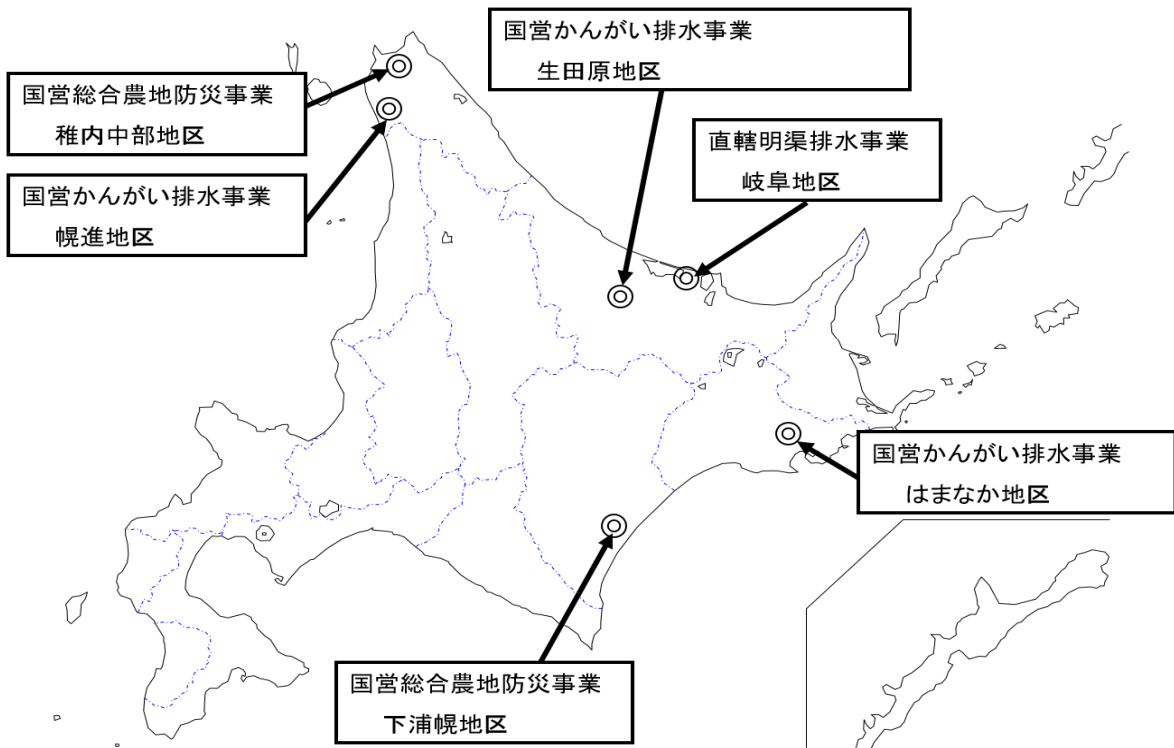 国営かんがい排水事業
生田原地区
国営総合農地防災事業
稚内中部地区
直轄明渠排水事業
岐阜地区
国営かんがい排水事業
幌進地区
国営かんがい排水事業
はまなか地区
国営総合農地防災事業
下浦幌地区